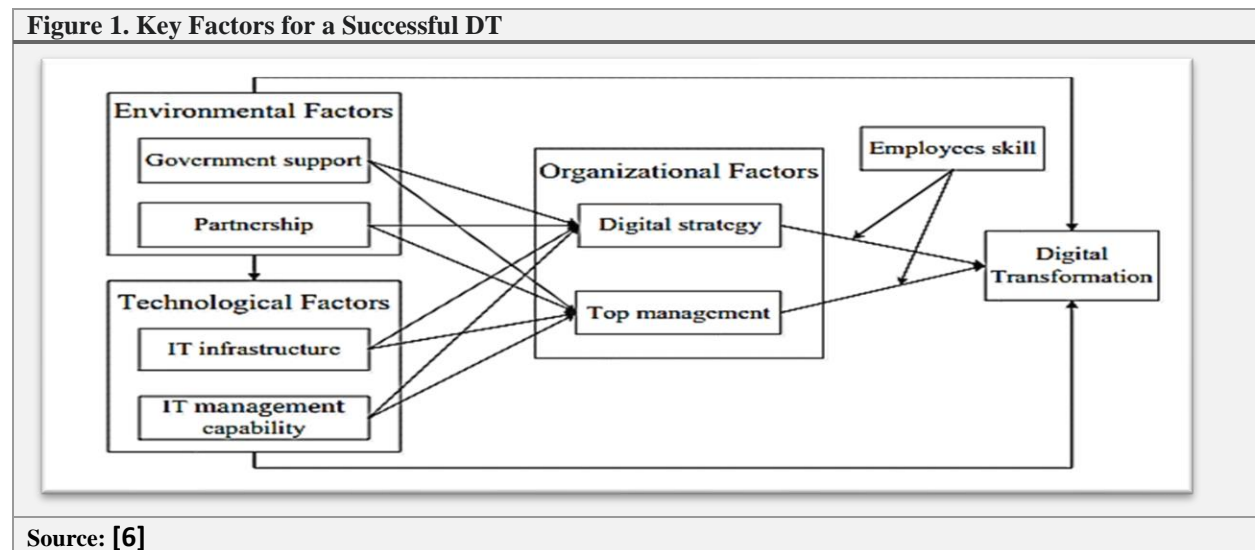 Figure 1. Key Factors for a Successful DT
Environmental Factors
Government support
Partnership
Technological Factors
IT infrastructure
IT management
capability
Organizational Factors
Digital strategy
Top management
Employees skill
Digital
Transformation
Source: [6]